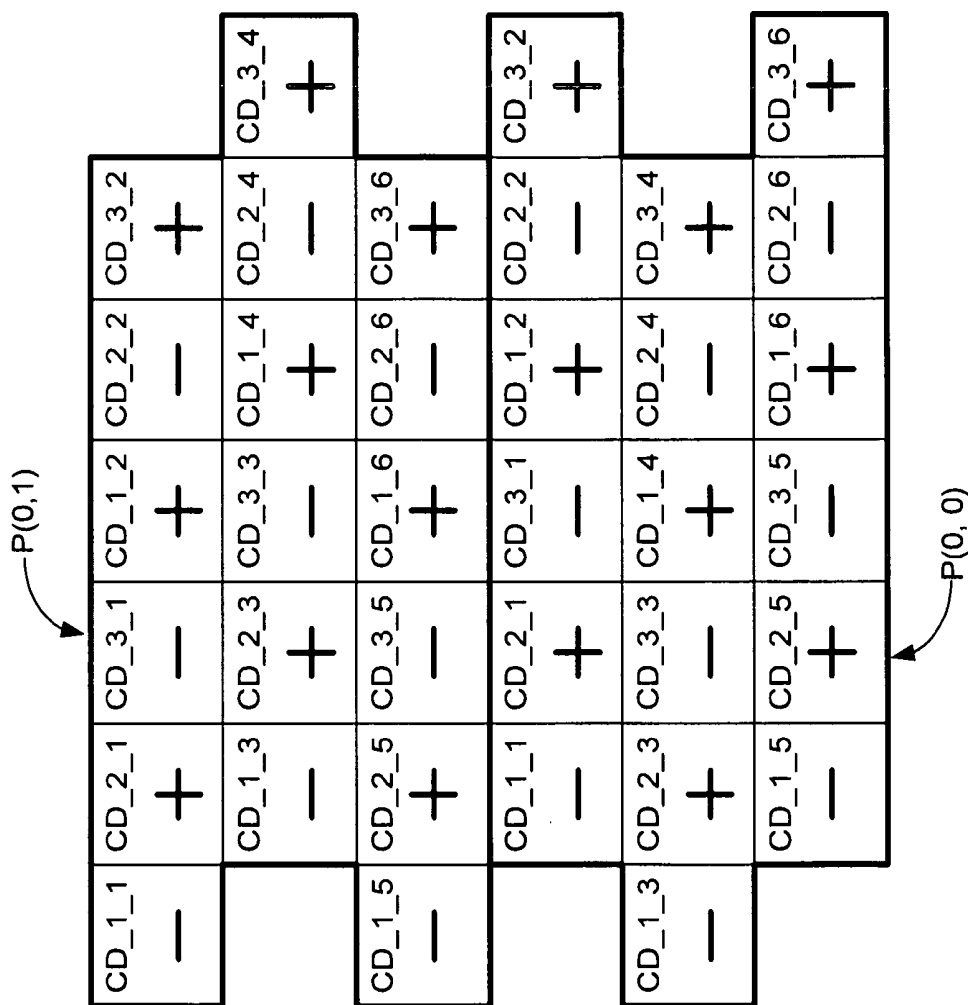 P(0,1)
CD_1_1 CD_2_1 CD_3_1 CD_1_2 CD_2_2 CD_3_2
− + − + − +
CD_1_3 CD_2_3 CD_3_3 CD_1_4 CD_2_4 CD_3_4
− + − + − +
CD_1_5 CD_2_5 CD_3_5 CD_1_6 CD_2_6 CD_3_6
− + − + − +
CD_1_1 CD_2_1 CD_3_1 CD_1_2 CD_2_2 CD_3_2
− + − + − +
CD_1_3 CD_2_3 CD_3_3 CD_1_4 CD_2_4 CD_3_4
− + − + − +
CD_1_5 CD_2_5 CD_3_5 CD_1_6 CD_2_6 CD_3_6
− + − + − +
P(0, 0)